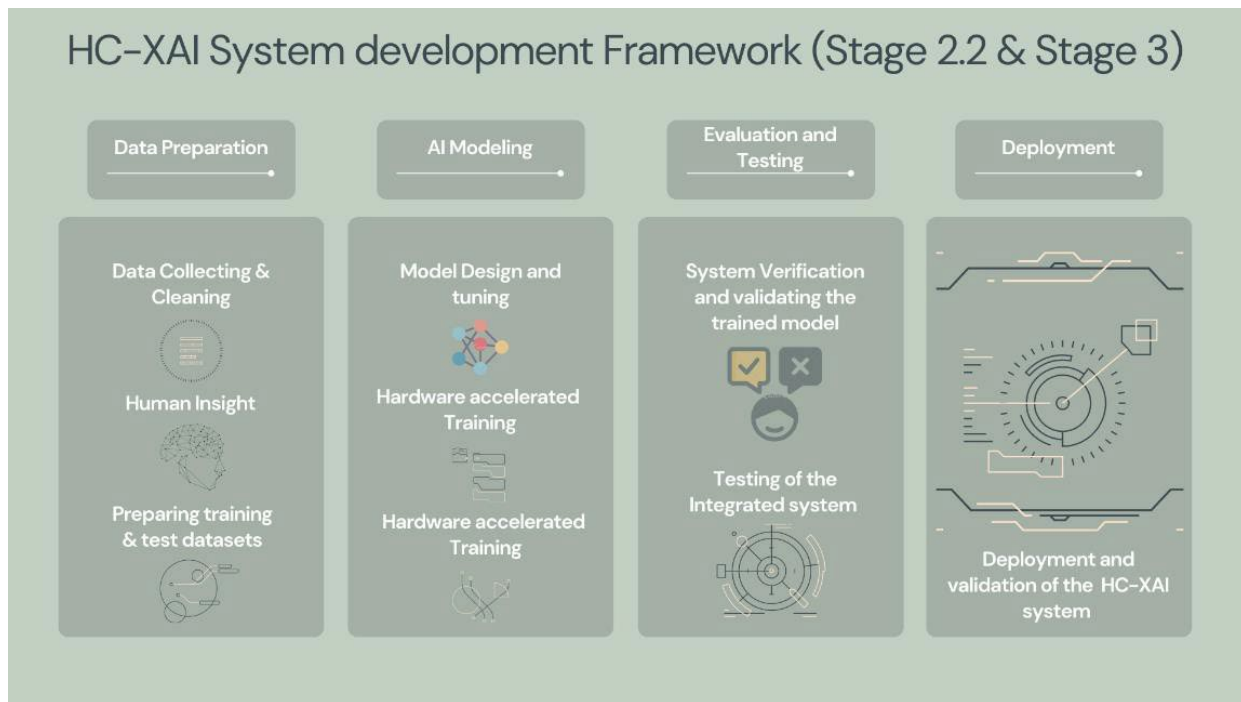 HC-XAI System development Framework (Stage 2.2 & Stage 3)
Data Preparation
AI Modeling
Evaluation and
Testing
Deployment
Data Collecting &
Cleaning
Human Insight
Preparing training
& test datasets
Model Design and
tuning
Hardware accelerated
Training
Hardware accelerated
Training
System Verification
and validating the
trained model
Testing of the
Integrated system
Deployment and
validation of the HC-XAI
system